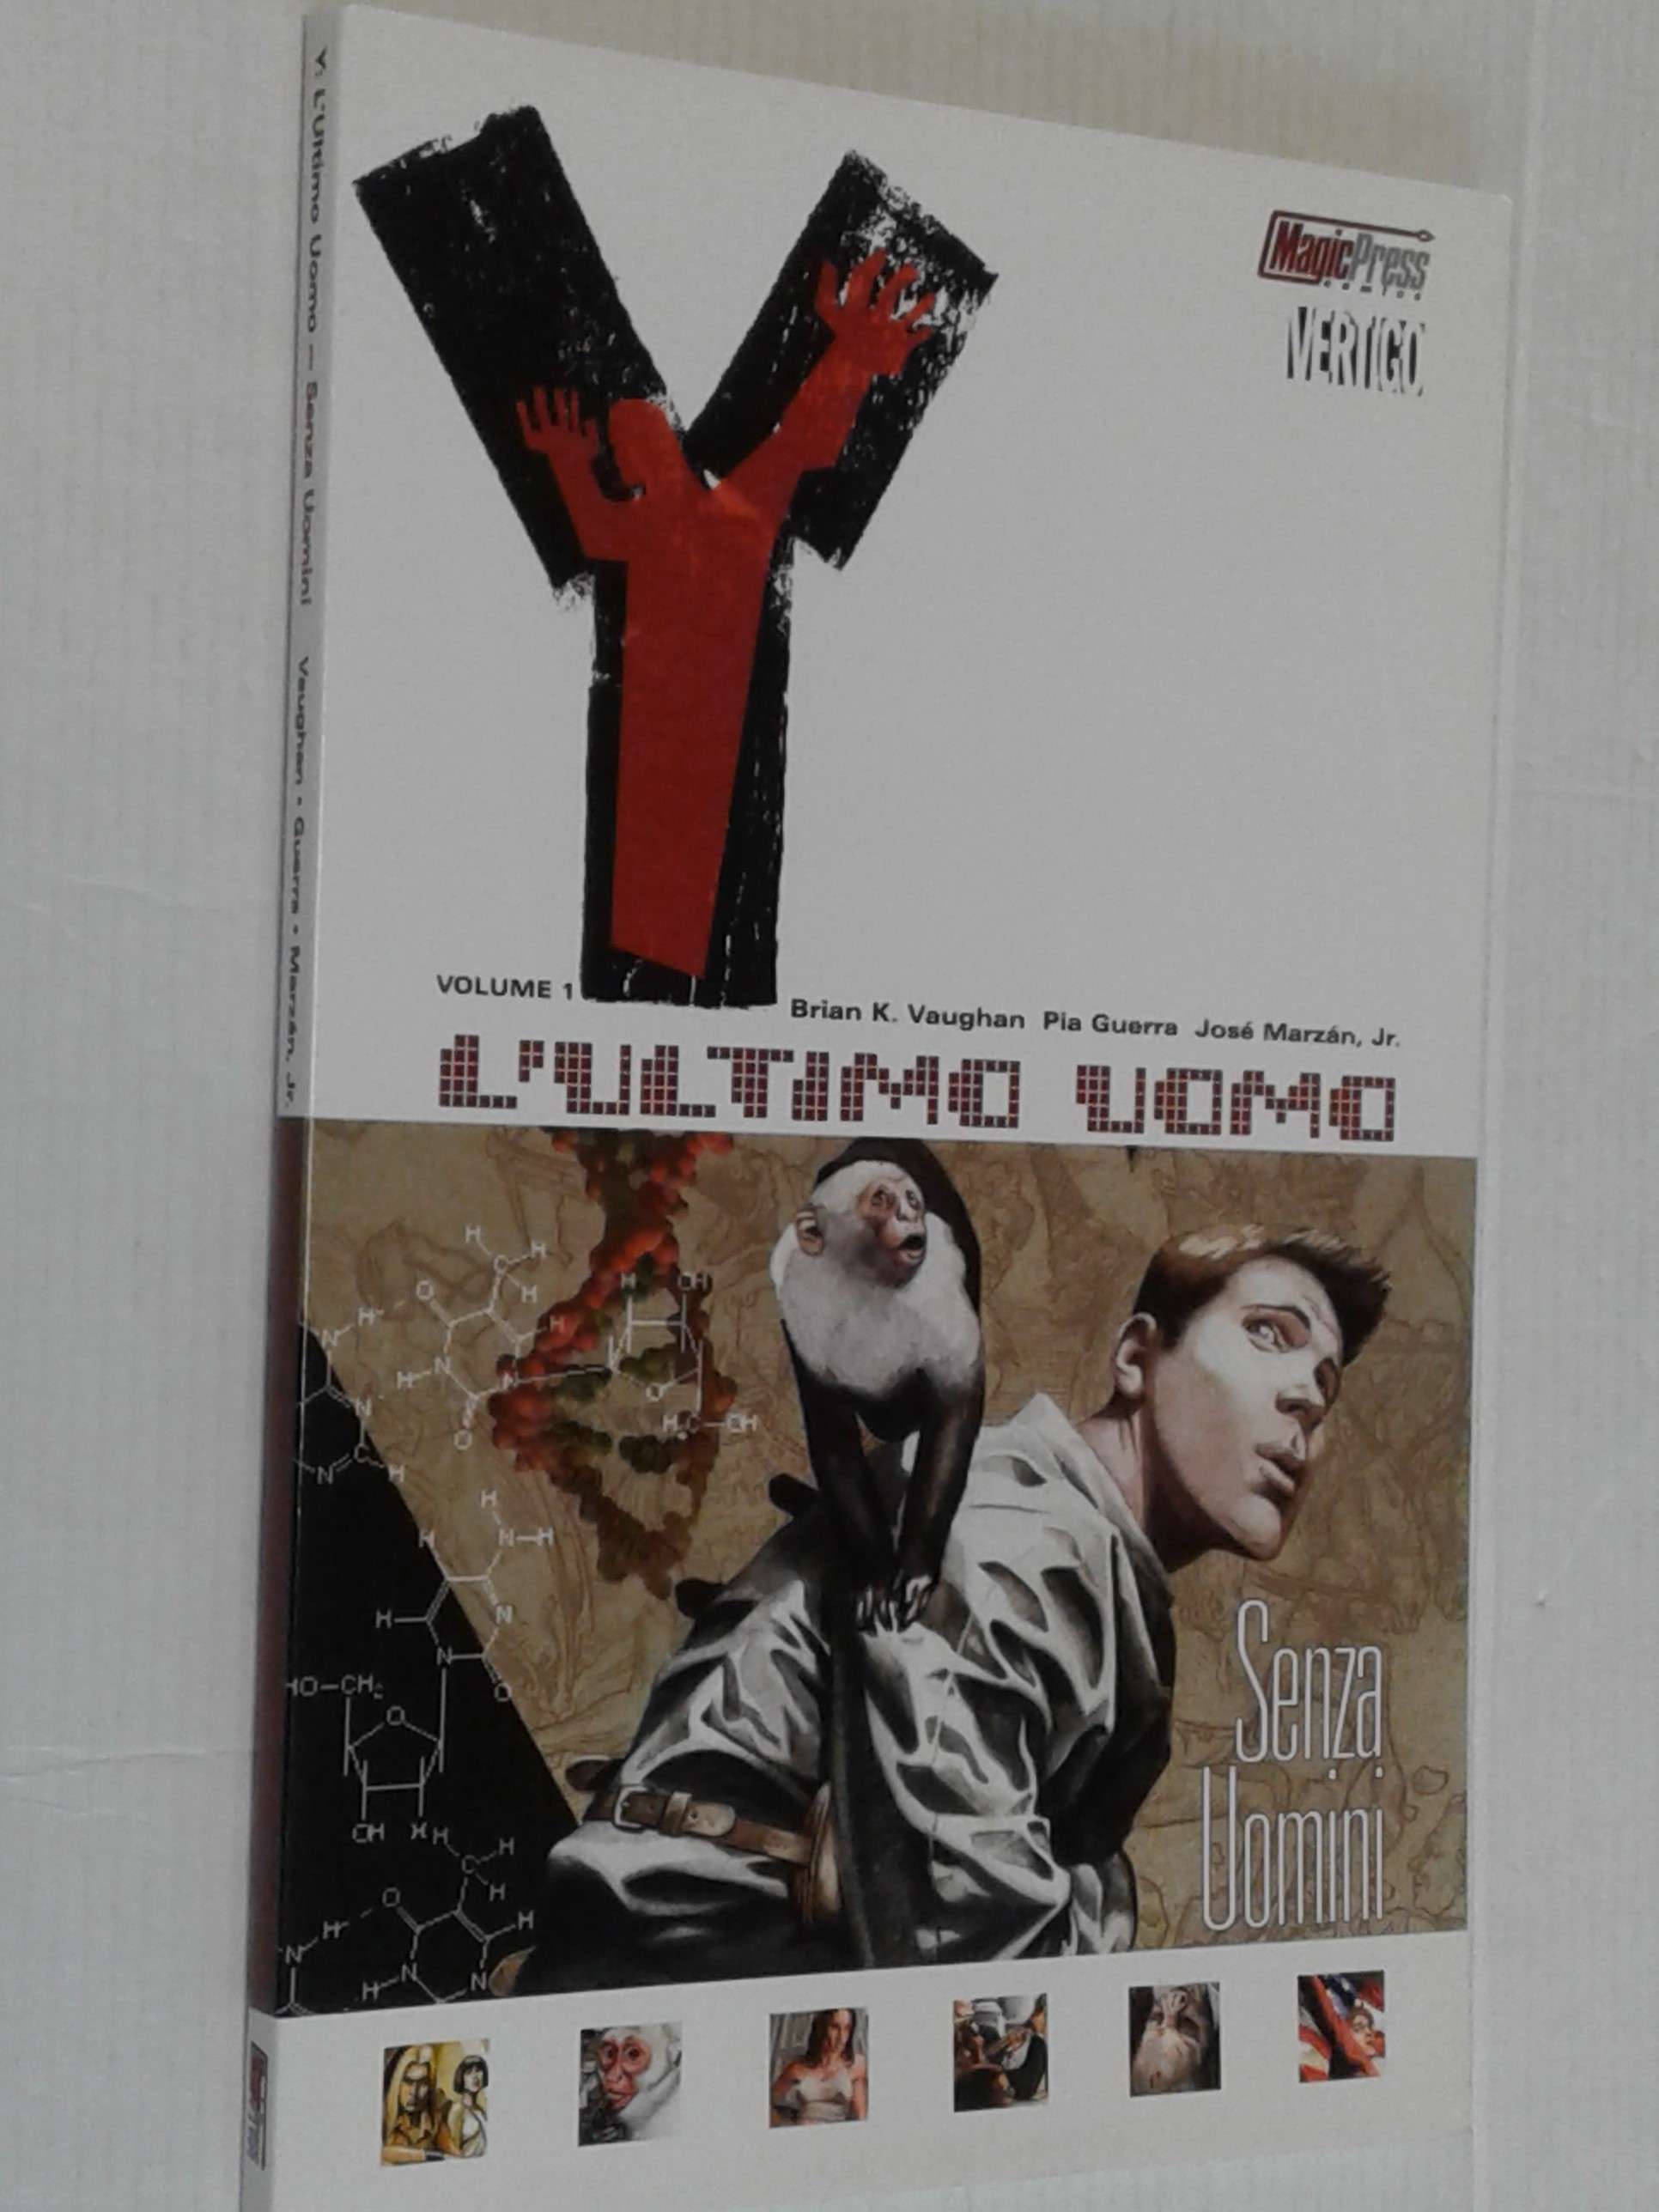 Y: L'Ultimo Uomo – Senza Uomini Vaughan • Guerra • Marzán, Jr.
Y
MagicPress
COMICS
VERTIGO
VOLUME 1
Brian K. Vaughan Pia Guerra José Marzán, Jr.
L'ULTIMO UOMO
Senza
Uomini